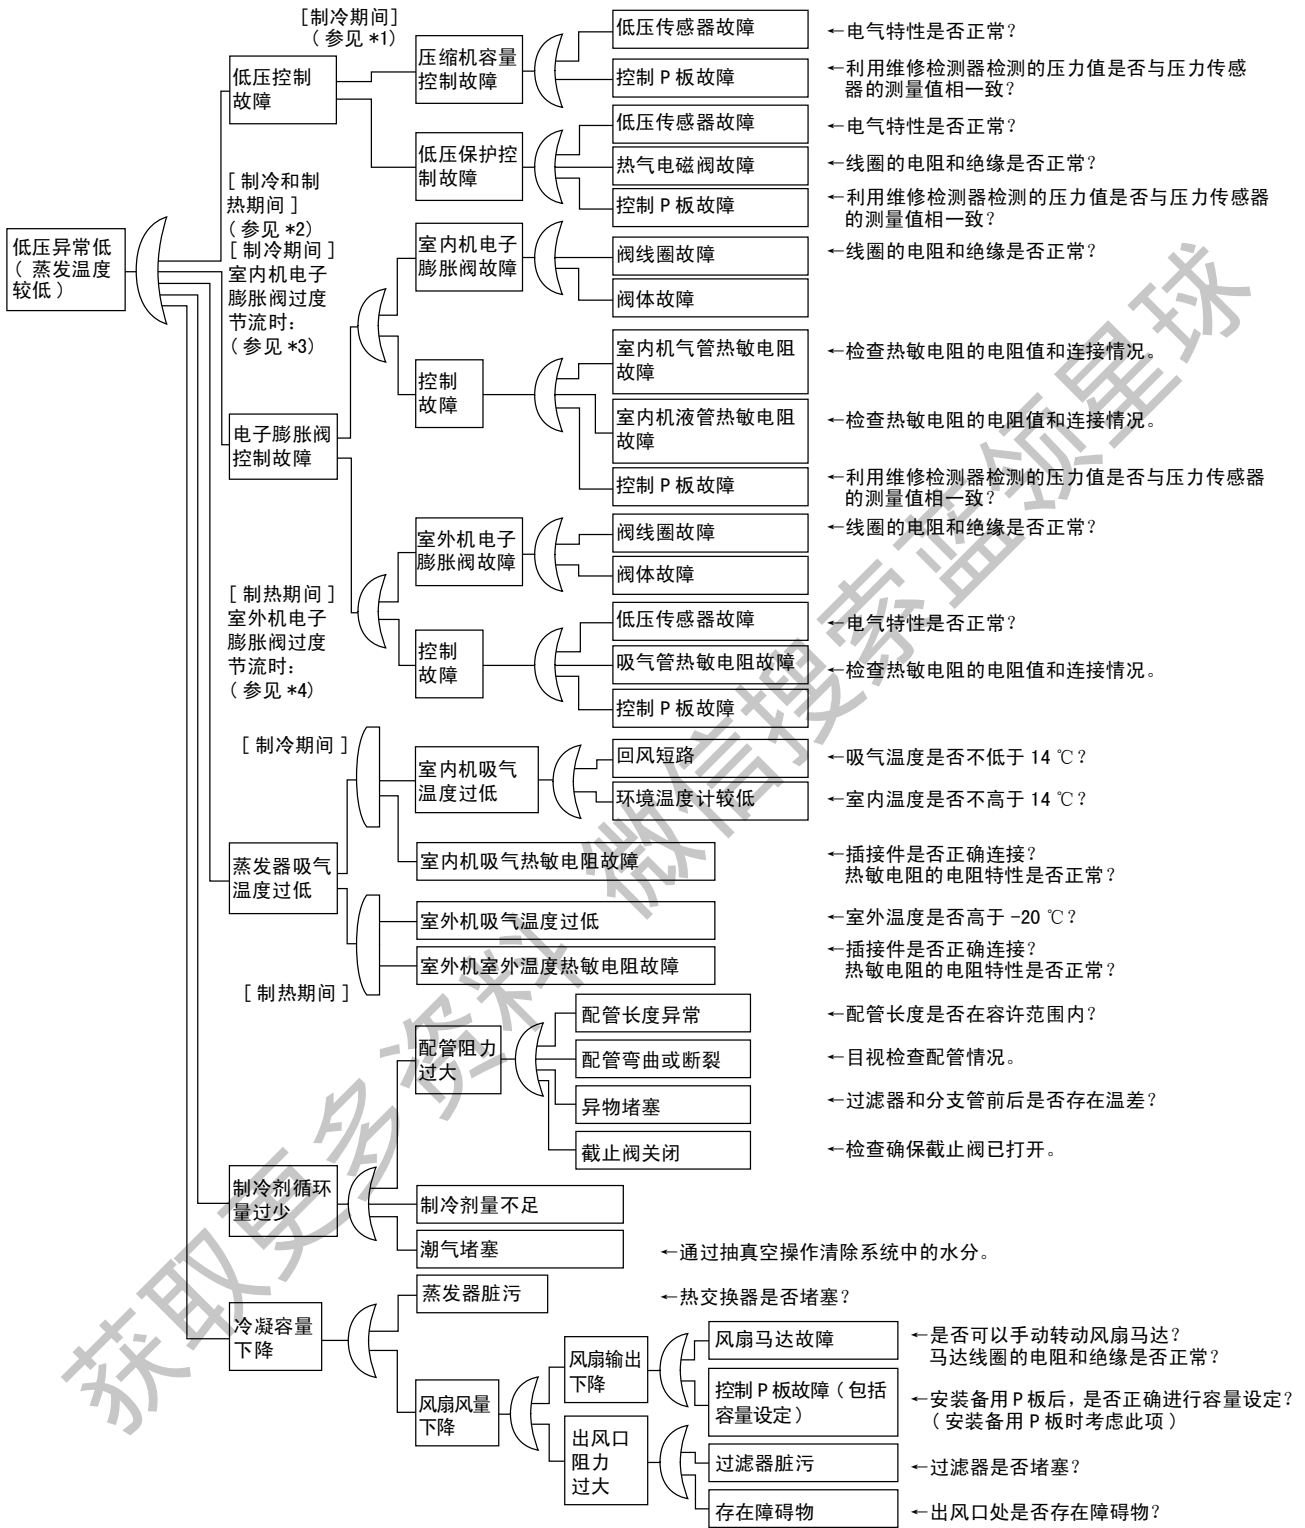 [制冷期间]
(参见 *1)
低压传感器故障
←电气特性是否正常？
压缩机容量
控制故障
低压控制
故障
控制 P 板故障
←利用维修检测器检测的压力值是否与压力传感
器的测量值相一致？
低压传感器故障
←电气特性是否正常？
低压保护控
制故障
热气电磁阀故障
←线圈的电阻和绝缘是否正常？
控制 P 板故障
←利用维修检测器检测的压力值是否与压力传感器
的测量值相一致？
[制冷和制
热期间]
(参见 *2)
[制冷期间]
室内机电子
膨胀阀过度
节流时：
(参见 *3)
低压异常低
(蒸发温度
较低)
室内机电子
膨胀阀故障
阀线圈故障
←线圈的电阻和绝缘是否正常？
阀体故障
室内机气管热敏电阻
故障
←检查热敏电阻的电阻值和连接情况。
控制
故障
室内机液管热敏电阻
故障
←检查热敏电阻的电阻值和连接情况。
电子膨胀阀
控制故障
控制 P 板故障
←利用维修检测器检测的压力值是否与压力传感器
的测量值相一致？
室外机电子
膨胀阀故障
阀线圈故障
←线圈的电阻和绝缘是否正常？
阀体故障
[制热期间]
室外机电子
膨胀阀过度
节流时：
(参见 *4)
低压传感器故障
←电气特性是否正常？
控制
故障
吸气管热敏电阻故障
←检查热敏电阻的电阻值和连接情况。
控制 P 板故障
[制冷期间]
室内机吸气
温度过低
回风短路
←吸气温度是否不低于 14 ℃？
环境温度计较低
←室内温度是否不高于 14 ℃？
室内机吸气热敏电阻故障
←插接件是否正确连接？
热敏电阻的电阻特性是否正常？
蒸发器吸气
温度过低
室外机吸气温度过低
←室外温度是否高于 -20 ℃？
室外机室外温度热敏电阻故障
←插接件是否正确连接？
热敏电阻的电阻特性是否正常？
[制热期间]
配管长度异常
←配管长度是否在容许范围内？
配管阻力
过大
配管弯曲或断裂
←目视检查配管情况。
异物堵塞
←过滤器和分支管前后是否存在温差？
截止阀关闭
←检查确保截止阀已打开。
制冷剂循环
量过少
制冷剂量不足
潮气堵塞
←通过抽真空操作清除系统中的水分。
蒸发器脏污
←热交换器是否堵塞？
冷凝容量
下降
风扇马达故障
←是否可以手动转动风扇马达？
马达线圈的电阻和绝缘是否正常？
风扇输出
下降
控制 P 板故障(包括
容量设定)
←安装备用 P 板后，是否正确进行容量设定？
(安装备用 P 板时考虑此项)
风扇风量
下降
出风口
阻力
过大
过滤器脏污
←过滤器是否堵塞？
存在障碍物
←出风口处是否存在障碍物？
获取更多资料 微信搜索蓝领星球